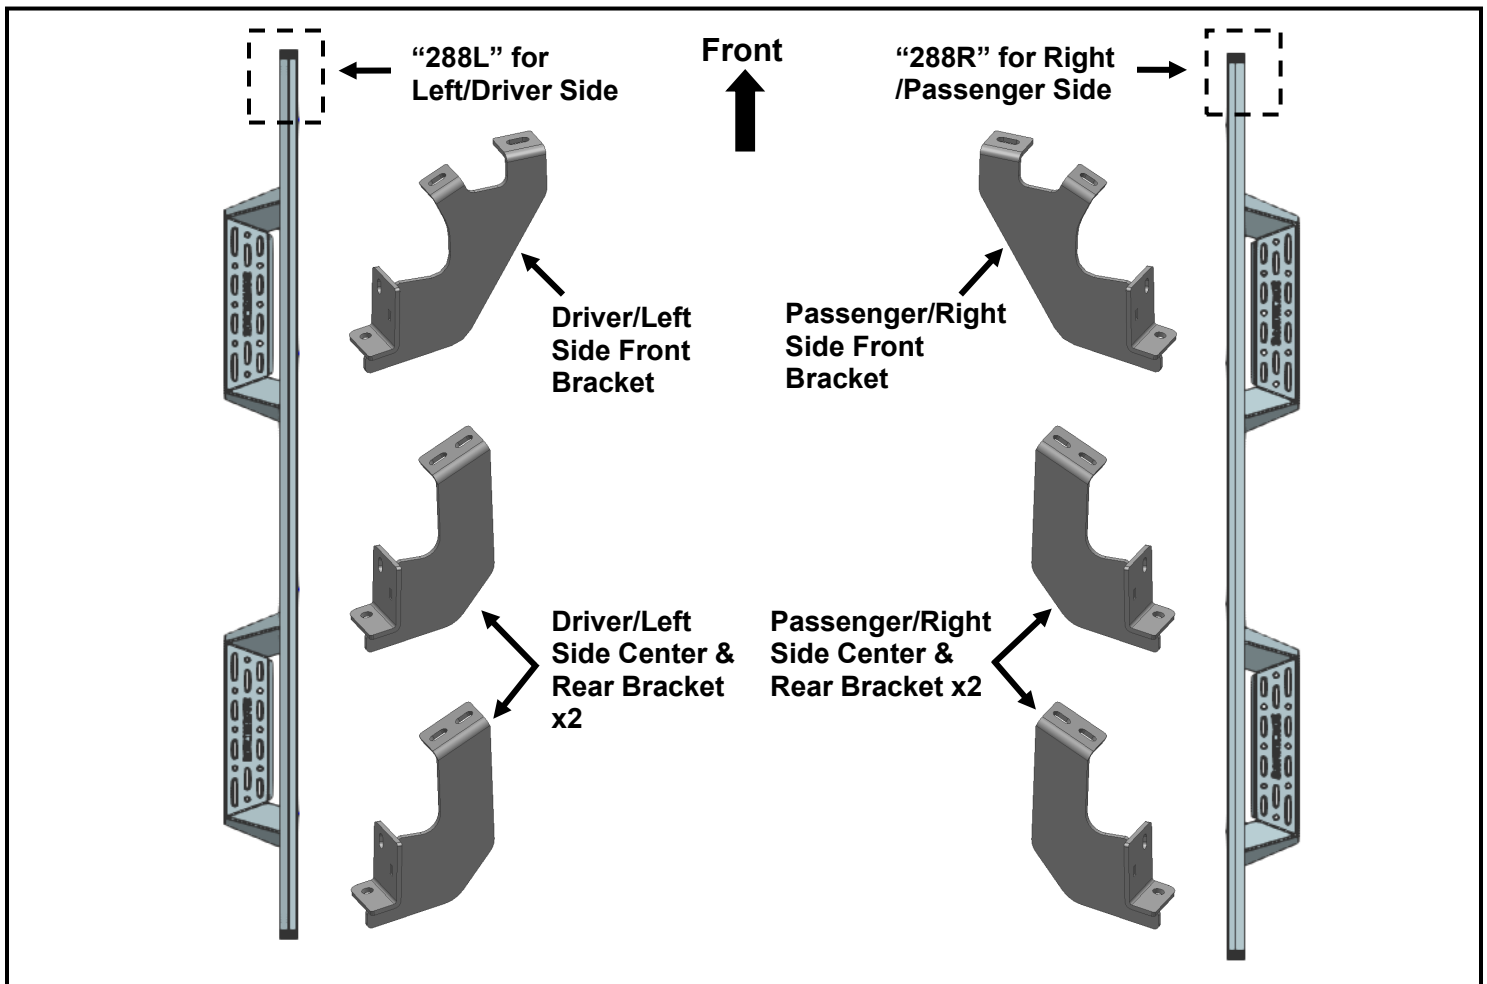 “288L” for
Left/Driver Side
Front
“288R” for Right
/Passenger Side
Driver/Left
Side Front
Bracket
Passenger/Right
Side Front
Bracket
Driver/Left
Side Center &
Rear Bracket
x2
Passenger/Right
Side Center &
Rear Bracket x2